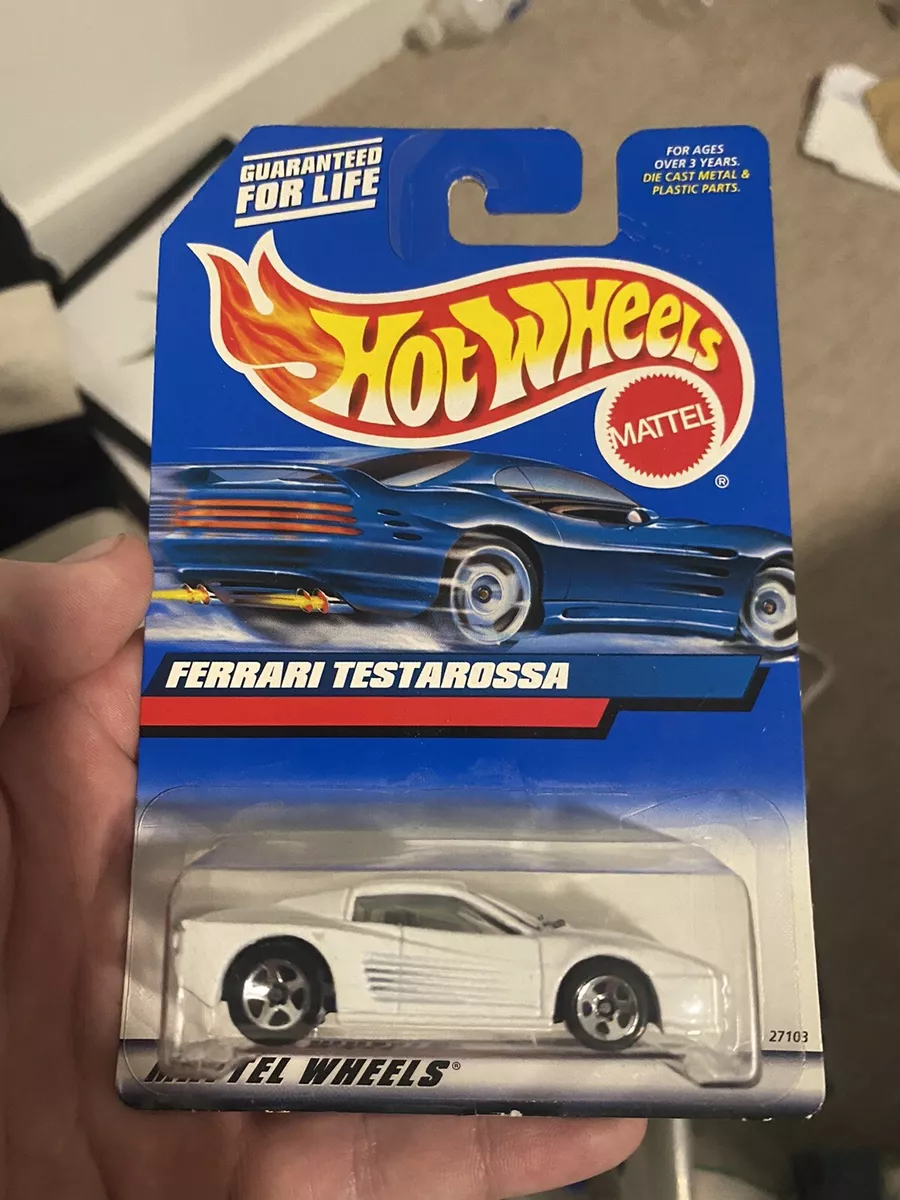 GUARANTEED
FOR LIFE
FOR AGES
OVER 3 YEARS.
DIE CAST METAL &
PLASTIC PARTS.
Hot Wheels
MATTEL
®
FERRARI TESTAROSSA
27103
MATTEL WHEELS®